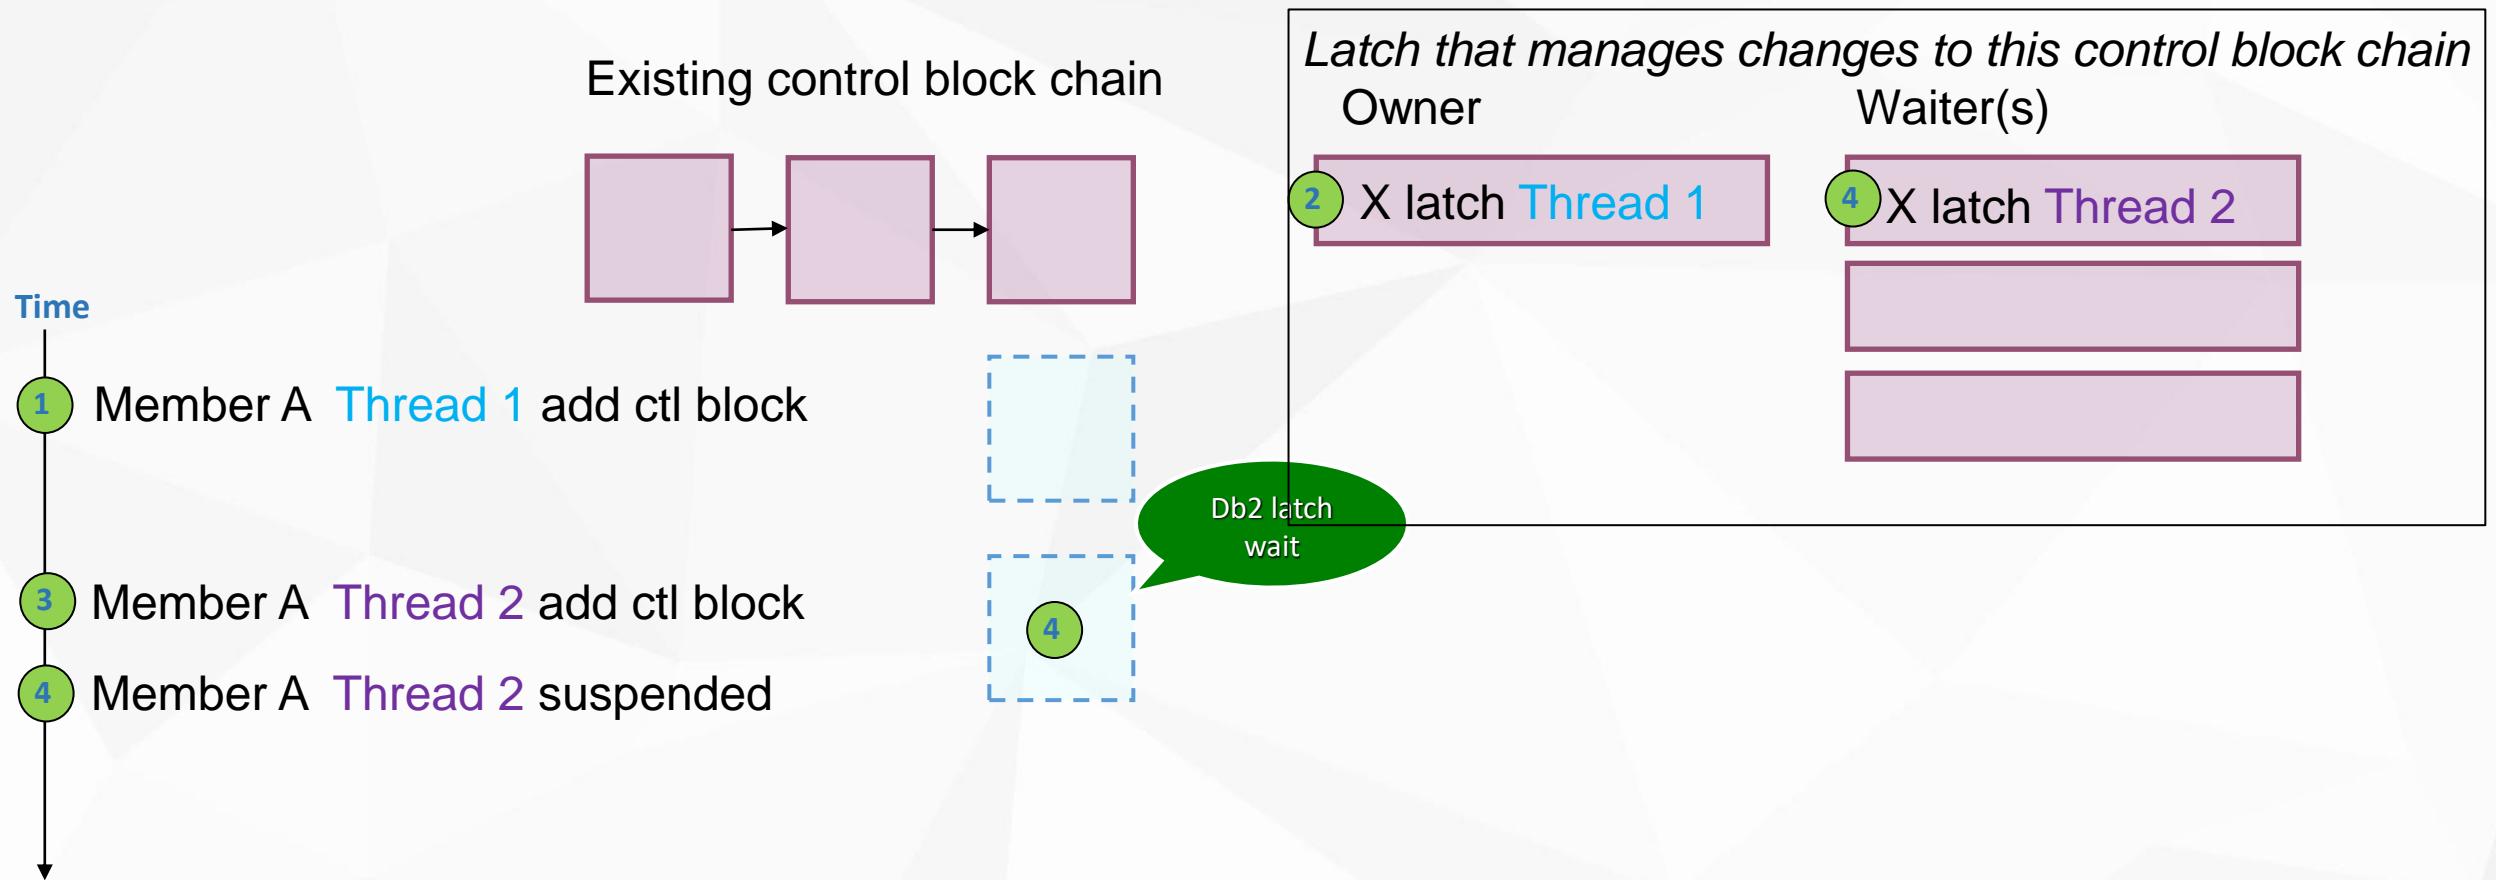 Latch that manages changes to this control block chain
Existing control block chain
Owner
Waiter(s)
2 X latch Thread 1
4 X latch Thread 2
Time
1 Member A Thread 1 add ctl block
Db2 latch
wait
3 Member A Thread 2 add ctl block
4
4 Member A Thread 2 suspended